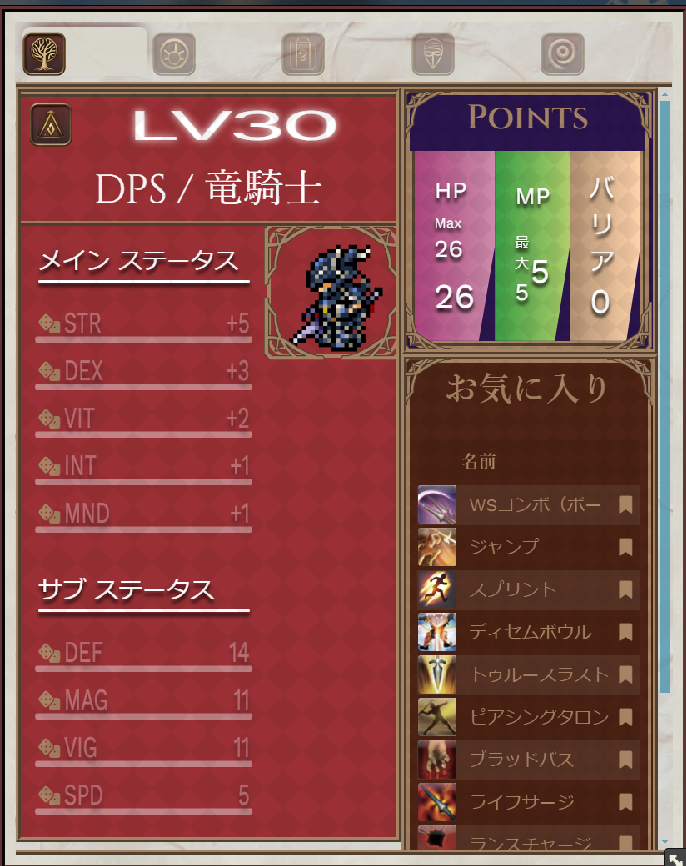 LV30
DPS / 竜騎士
メイン ステータス
STR +5
DEX +3
VIT +2
INT +1
MND +1
サブ ステータス
DEF 14
MAG 11
VIG 11
SPD 5
POINTS
HP
Max
26
26
MP
最大
5
5
バリア
0
お気に入り
名前
WSコンボ（ボー
ジャンプ
スプリント
ディセムボウル
トゥルースラスト
ピアシングタロン
ブラッドバス
ライフサージ
ランスチャージ